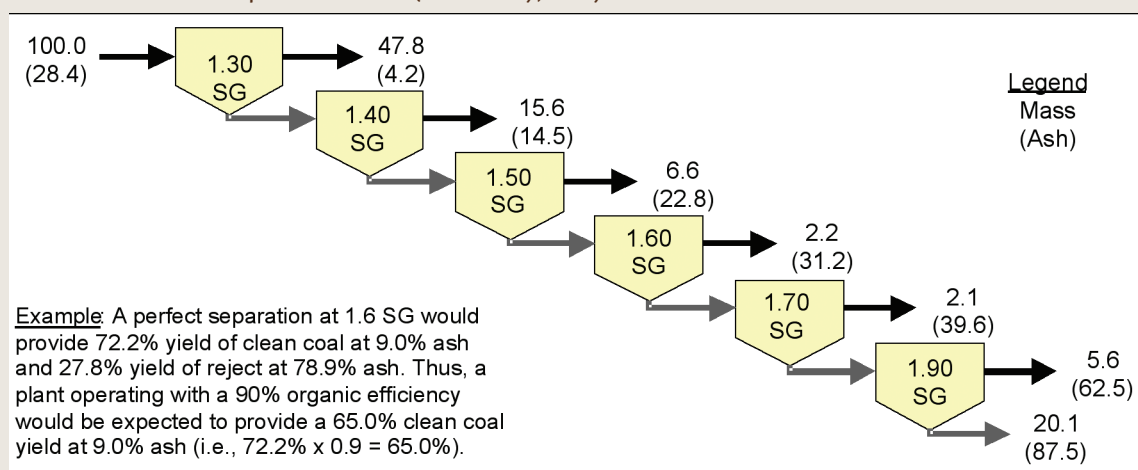 100.0
(28.4)
1.30
SG
47.8
(4.2)
1.40
SG
15.6
(14.5)
1.50
SG
6.6
(22.8)
1.60
SG
2.2
(31.2)
1.70
SG
2.1
(39.6)
1.90
SG
5.6
(62.5)
20.1
(87.5)
Legend
Mass
(Ash)
Example: A perfect separation at 1.6 SG would
provide 72.2% yield of clean coal at 9.0% ash
and 27.8% yield of reject at 78.9% ash. Thus, a
plant operating with a 90% organic efficiency
would be expected to provide a 65.0% clean coal
yield at 9.0% ash (i.e., 72.2% x 0.9 = 65.0%).